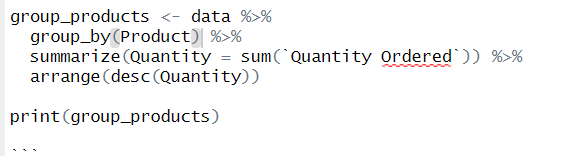 group_products <- data %>%
  group_by(Product) %>%
  summarize(Quantity = sum(`Quantity Ordered`)) %>%
  arrange(desc(Quantity))
print(group_products)
```